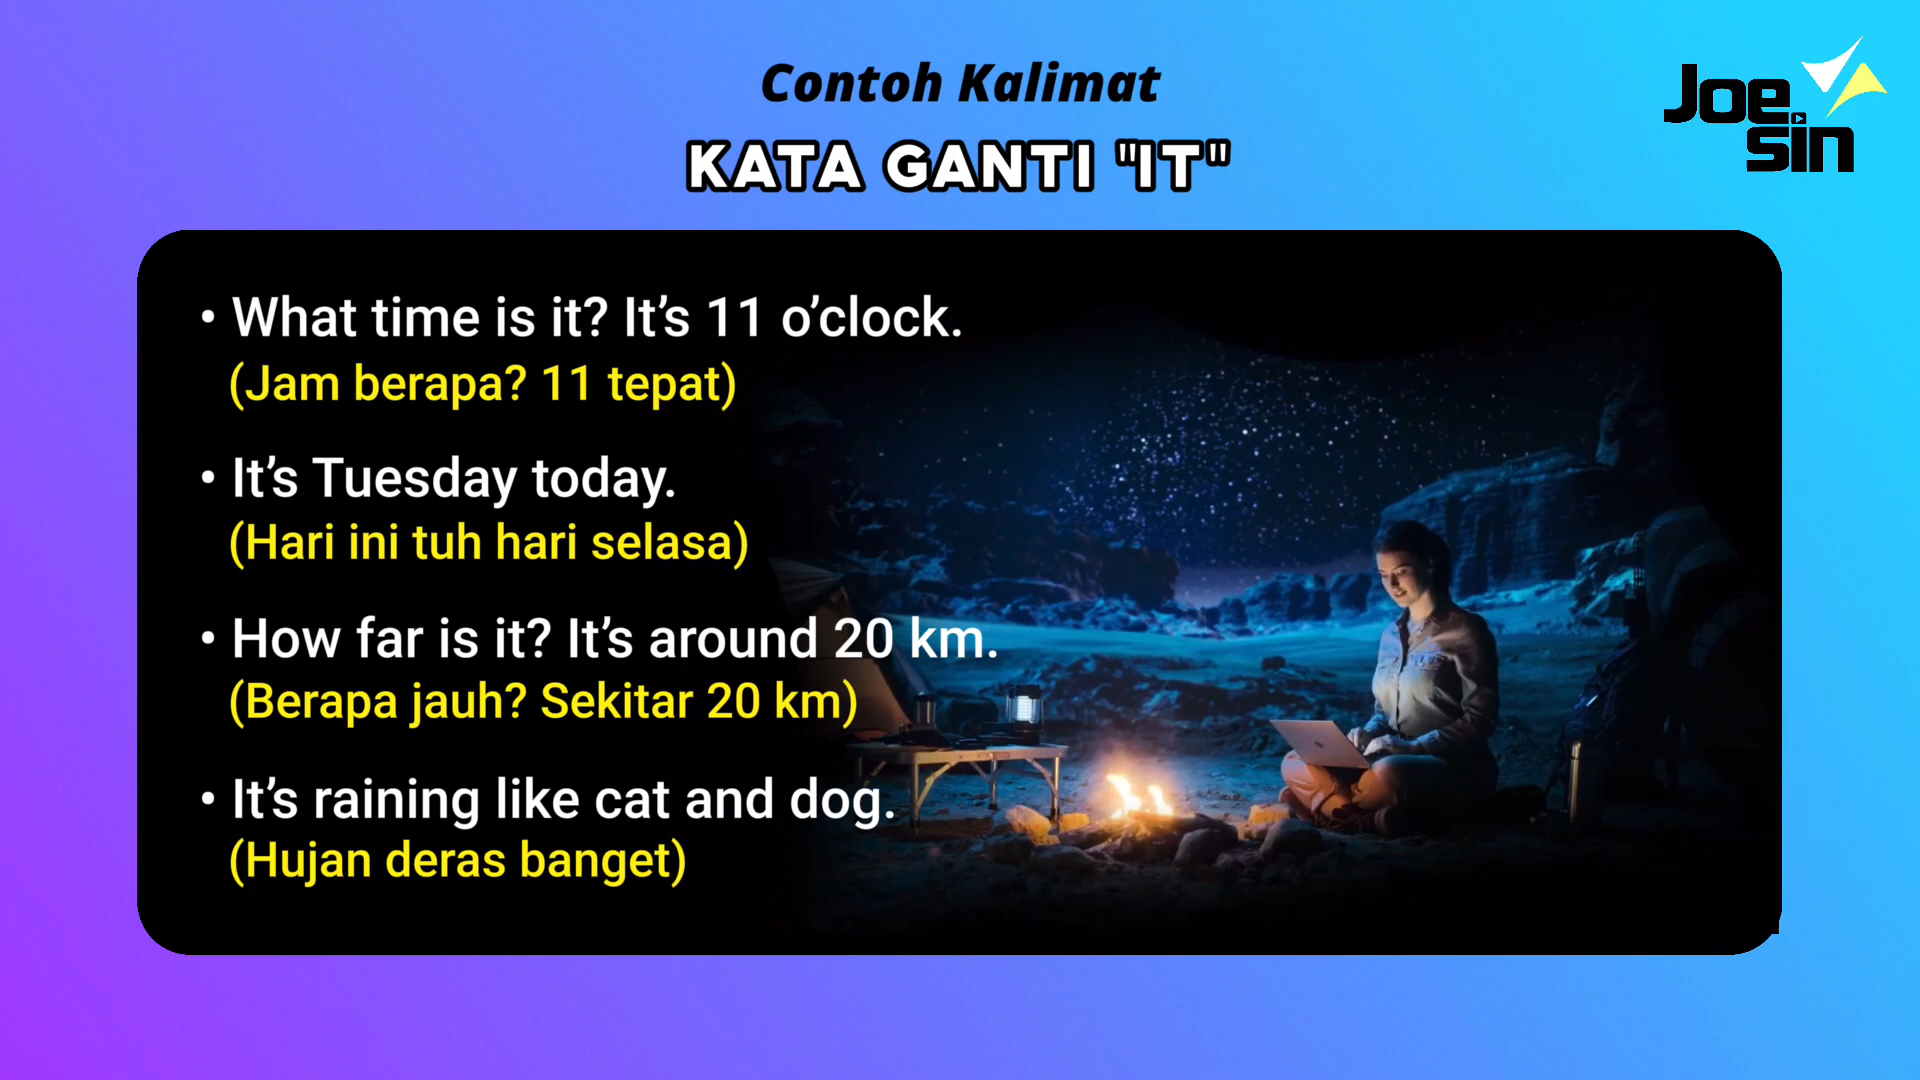 Contoh Kalimat
KATA GANTI "IT"
Joe
sin
• What time is it? It’s 11 o’clock.
(Jam berapa? 11 tepat)
• It’s Tuesday today.
(Hari ini tuh hari selasa)
• How far is it? It’s around 20 km.
(Berapa jauh? Sekitar 20 km)
• It’s raining like cat and dog.
(Hujan deras banget)